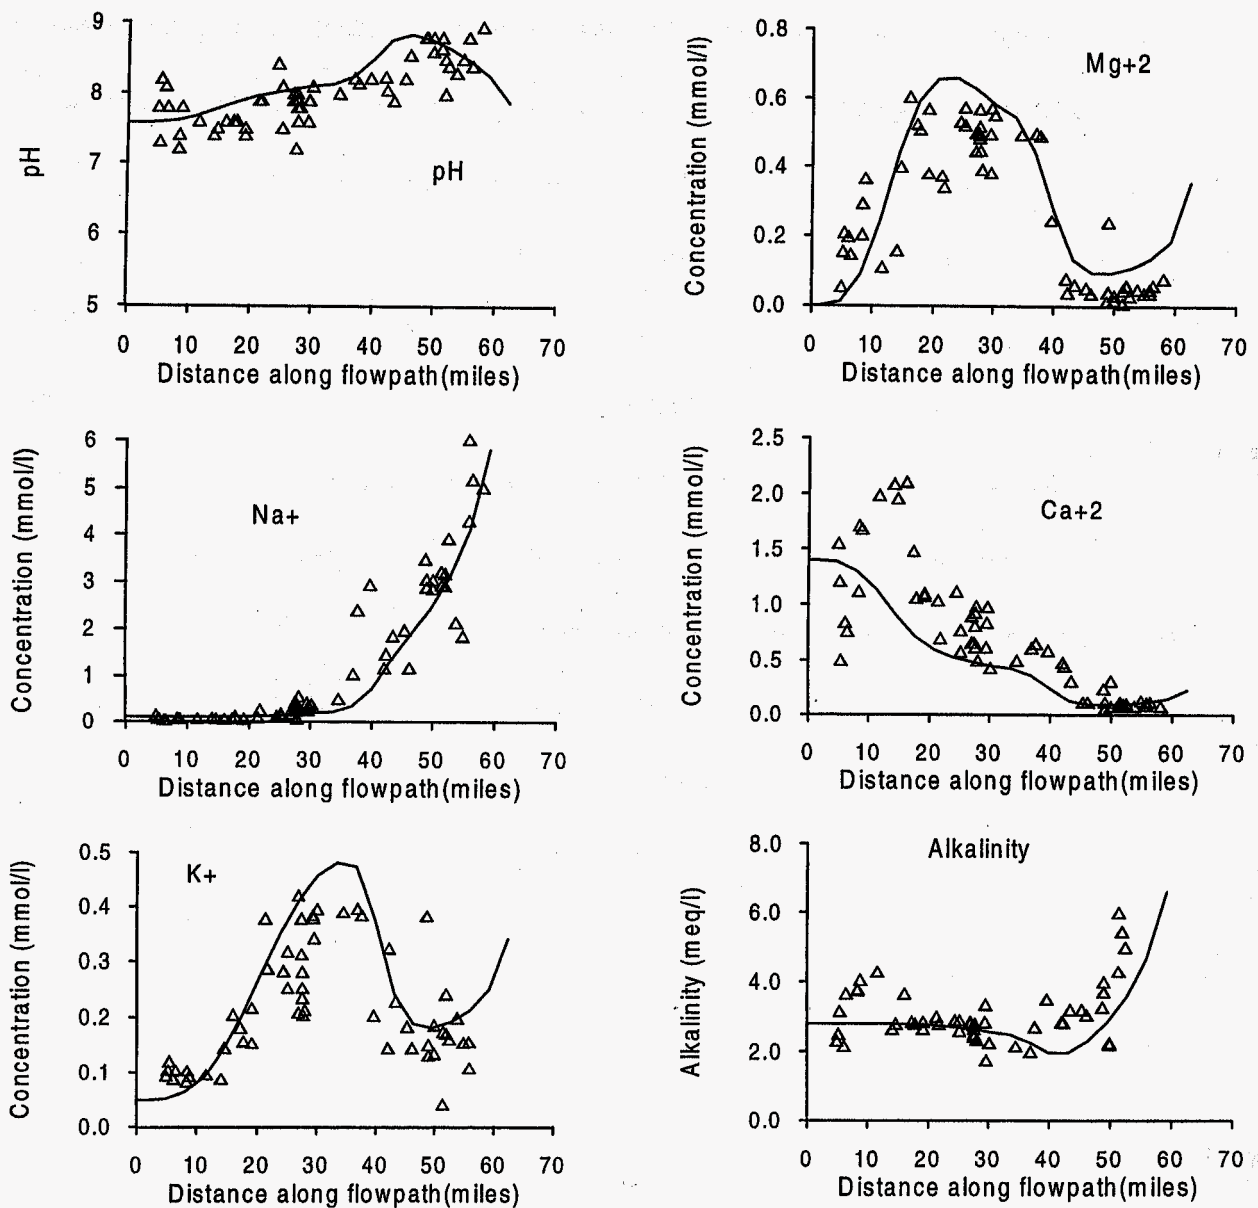 9
8
7
6
5
pH
pH
0 10 20 30 40 50 60 70
Distance along flowpath(miles)
0.8
0.6
0.4
0.2
0.0
Concentration (mmol/l)
Mg+2
0 10 20 30 40 50 60 70
Distance along flowpath(miles)
6
5
4
3
2
1
0
Concentration (mmol/l)
Na+
0 10 20 30 40 50 60 70
Distance along flowpath(miles)
2.5
2.0
1.5
1.0
0.5
0.0
Concentration (mmol/l)
Ca+2
0 10 20 30 40 50 60 70
Distance along flowpath(miles)
0.5
0.4
0.3
0.2
0.1
0.0
Concentration (mmol/l)
K+
0 10 20 30 40 50 60 70
Distance along flowpath(miles)
8.0
6.0
4.0
2.0
0.0
Alkalinity (meq/l)
Alkalinity
0 10 20 30 40 50 60 70
Distance along flowpath(miles)